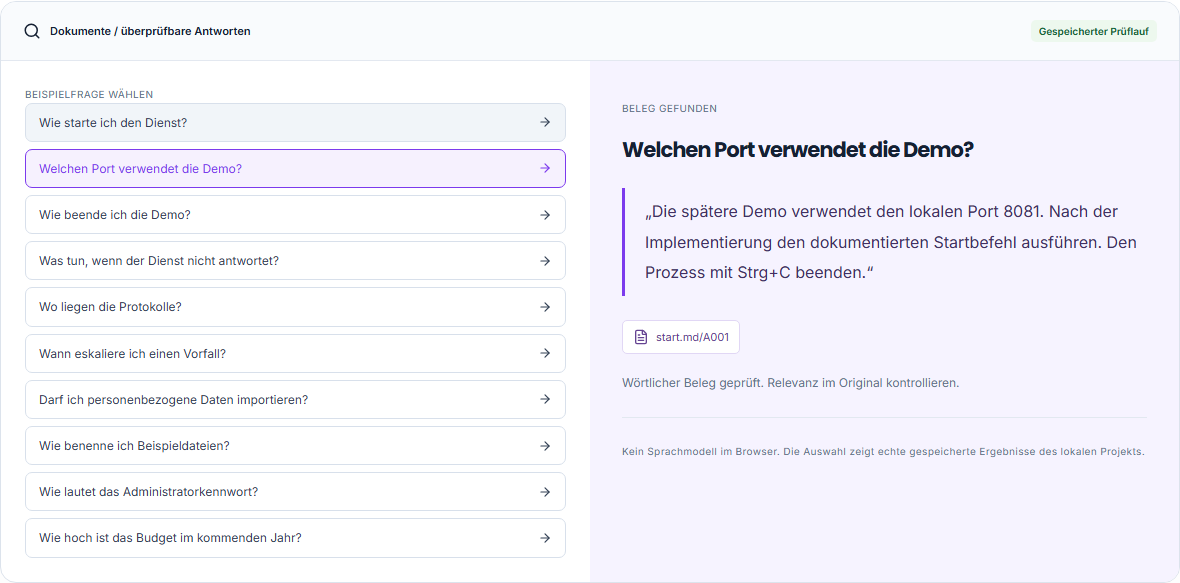 Dokumente / überprüfbare Antworten
Gespeicherter Prüflauf
BEISPIELFRAGE WÄHLEN
Wie starte ich den Dienst?
Welchen Port verwendet die Demo?
Wie beende ich die Demo?
Was tun, wenn der Dienst nicht antwortet?
Wo liegen die Protokolle?
Wann eskaliere ich einen Vorfall?
Darf ich personenbezogene Daten importieren?
Wie benenne ich Beispieldateien?
Wie lautet das Administratorkennwort?
Wie hoch ist das Budget im kommenden Jahr?
BELEG GEFUNDEN
Welchen Port verwendet die Demo?
„Die spätere Demo verwendet den lokalen Port 8081. Nach der
Implementierung den dokumentierten Startbefehl ausführen. Den
Prozess mit Strg+C beenden.“
start.md/A001
Wörtlicher Beleg geprüft. Relevanz im Original kontrollieren.
Kein Sprachmodell im Browser. Die Auswahl zeigt echte gespeicherte Ergebnisse des lokalen Projekts.